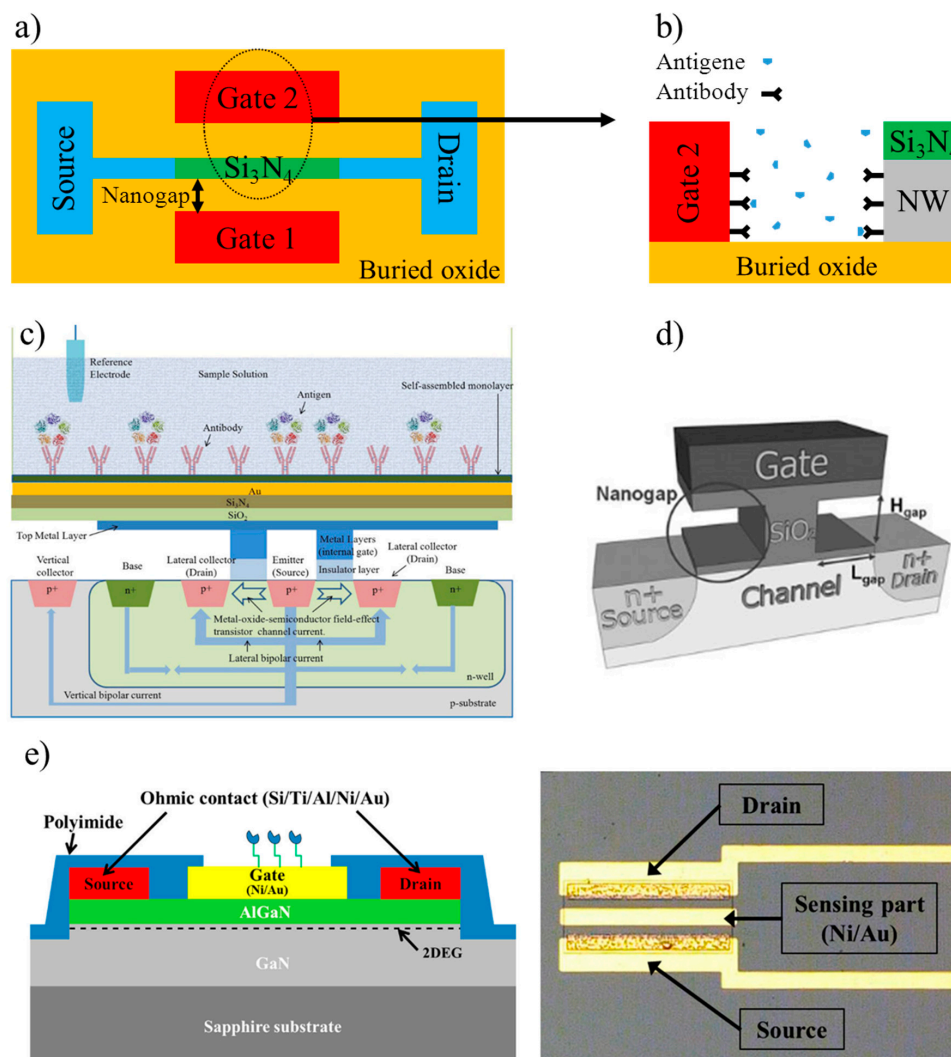 a)
Gate 2
Source
Si₃N₄
Drain
Nanogap
Gate 1
Buried oxide
b)
Antigene
Antibody
Gate 2
Si₃N₄
NW
Buried oxide
c)
Reference
Electrode
Sample Solution
Self-assembled monolayer
Antigen
Antibody
Au
Si₃N₄
SiO₂
Top Metal Layer
Metal Layers
(internal gate)
Vertical
collector
Base
Lateral collector
(Drain)
Emitter
(Source)
Insulator layer
Lateral collector
(Drain)
Base
p+
n+
p+
p+
p+
n+
Metal-oxide-semiconductor field-effect
transistor channel current.
Lateral bipolar current
n-well
Vertical bipolar current
p-substrate
d)
Gate
Nanogap
SiO₂
H gap
L gap
n+
Source
Channel
n+
Drain
e)
Ohmic contact (Si/Ti/Al/Ni/Au)
Polyimide
Source
Gate
(Ni/Au)
Drain
AlGaN
2DEG
GaN
Sapphire substrate
Drain
Sensing part
(Ni/Au)
Source